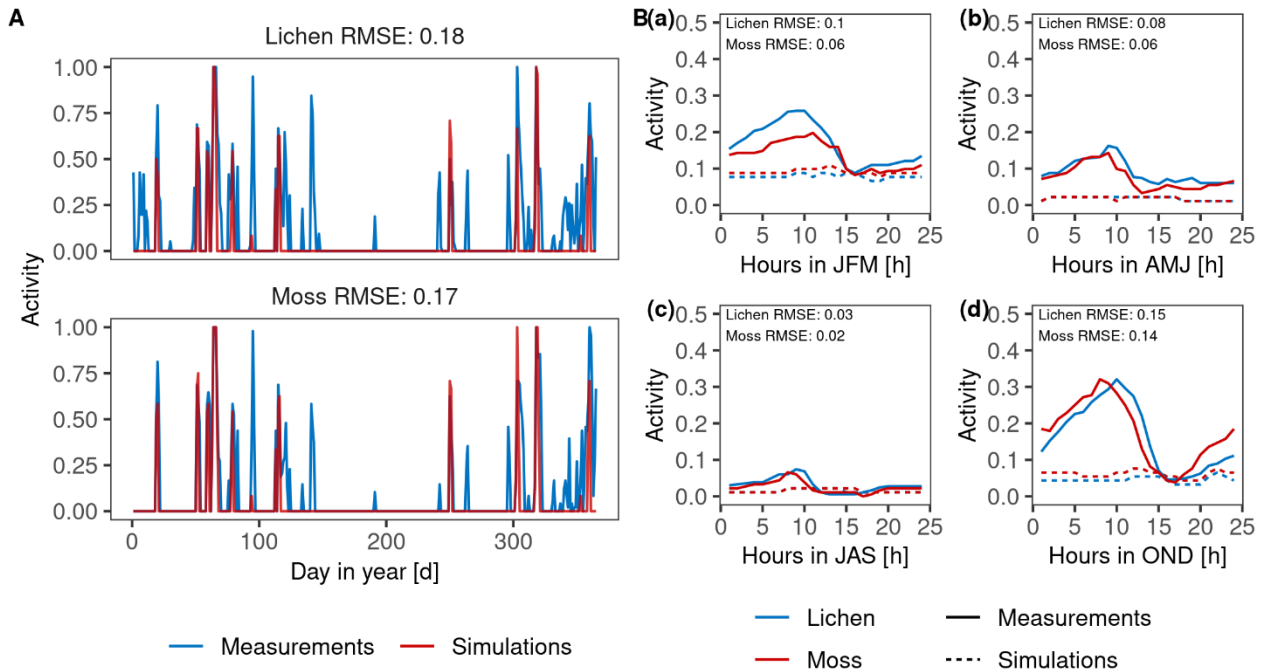 A
Lichen RMSE: 0.18
1.00
0.75
0.50
0.25
0.00
Activity
Moss RMSE: 0.17
1.00
0.75
0.50
0.25
0.00
0 100 200 300
Day in year [d]
Measurements Simulations
B
(a)
Lichen RMSE: 0.1
Moss RMSE: 0.06
0.5
0.4
0.3
0.2
0.1
0.0
Activity
0 5 10 15 20 25
Hours in JFM [h]
(b)
Lichen RMSE: 0.08
Moss RMSE: 0.06
0.5
0.4
0.3
0.2
0.1
0.0
Activity
0 5 10 15 20 25
Hours in AMJ [h]
(c)
Lichen RMSE: 0.03
Moss RMSE: 0.02
0.5
0.4
0.3
0.2
0.1
0.0
Activity
0 5 10 15 20 25
Hours in JAS [h]
(d)
Lichen RMSE: 0.15
Moss RMSE: 0.14
0.5
0.4
0.3
0.2
0.1
0.0
Activity
0 5 10 15 20 25
Hours in OND [h]
Lichen Measurements
Moss Simulations